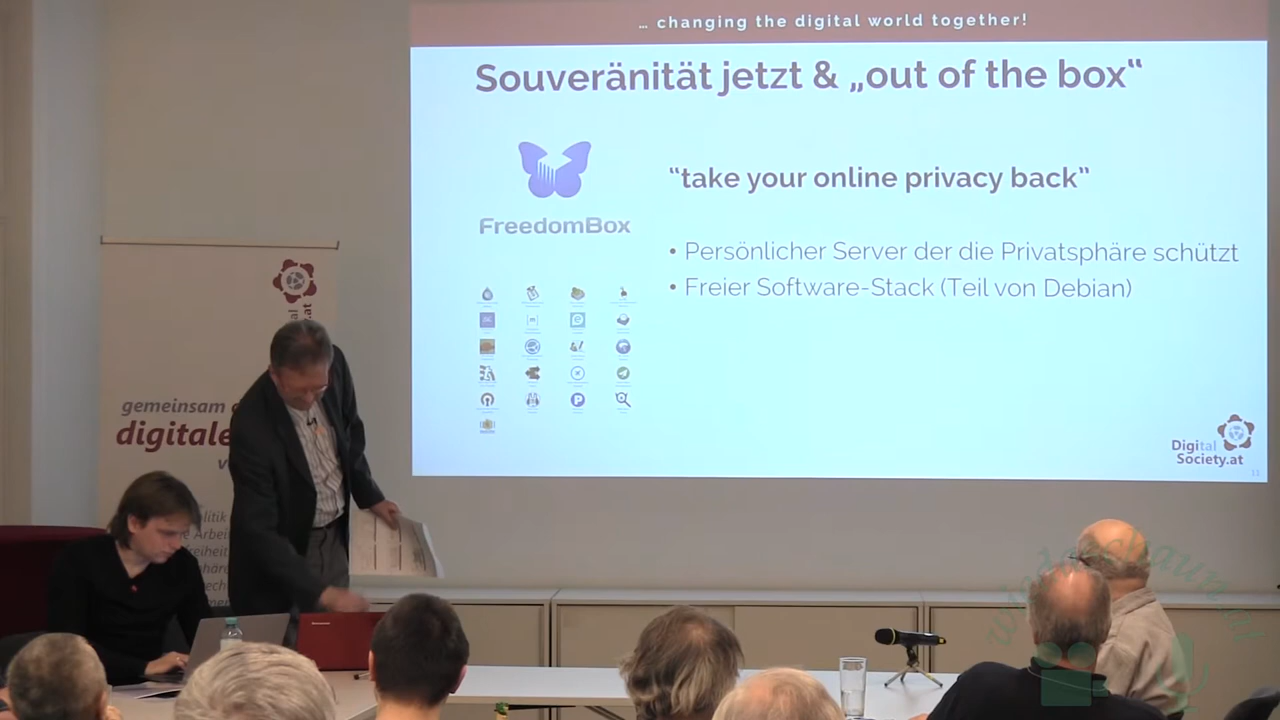 … changing the digital world together!
Souveränität jetzt & „out of the box“
“take your online privacy back”
FreedomBox
• Persönlicher Server der die Privatsphäre schützt
• Freier Software-Stack (Teil von Debian)
Digital
Society.at
11
gemeinsam
digitale